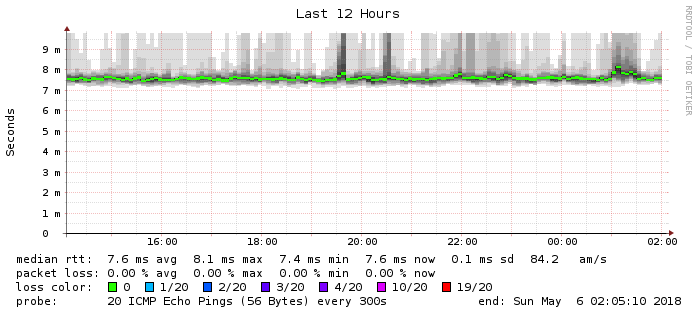 Last 12 Hours
RRDTOOL / TOBI OETIKER
Seconds
9 m
8 m
7 m
6 m
5 m
4 m
3 m
2 m
1 m
0
16:00 18:00 20:00 22:00 00:00 02:00
median rtt: 7.6 ms avg 8.1 ms max 7.4 ms min 7.6 ms now 0.1 ms sd 84.2 am/s
packet loss: 0.00 % avg 0.00 % max 0.00 % min 0.00 % now
loss color: 0 1/20 2/20 3/20 4/20 10/20 19/20
probe: 20 ICMP Echo Pings (56 Bytes) every 300s end: Sun May 6 02:05:10 2018